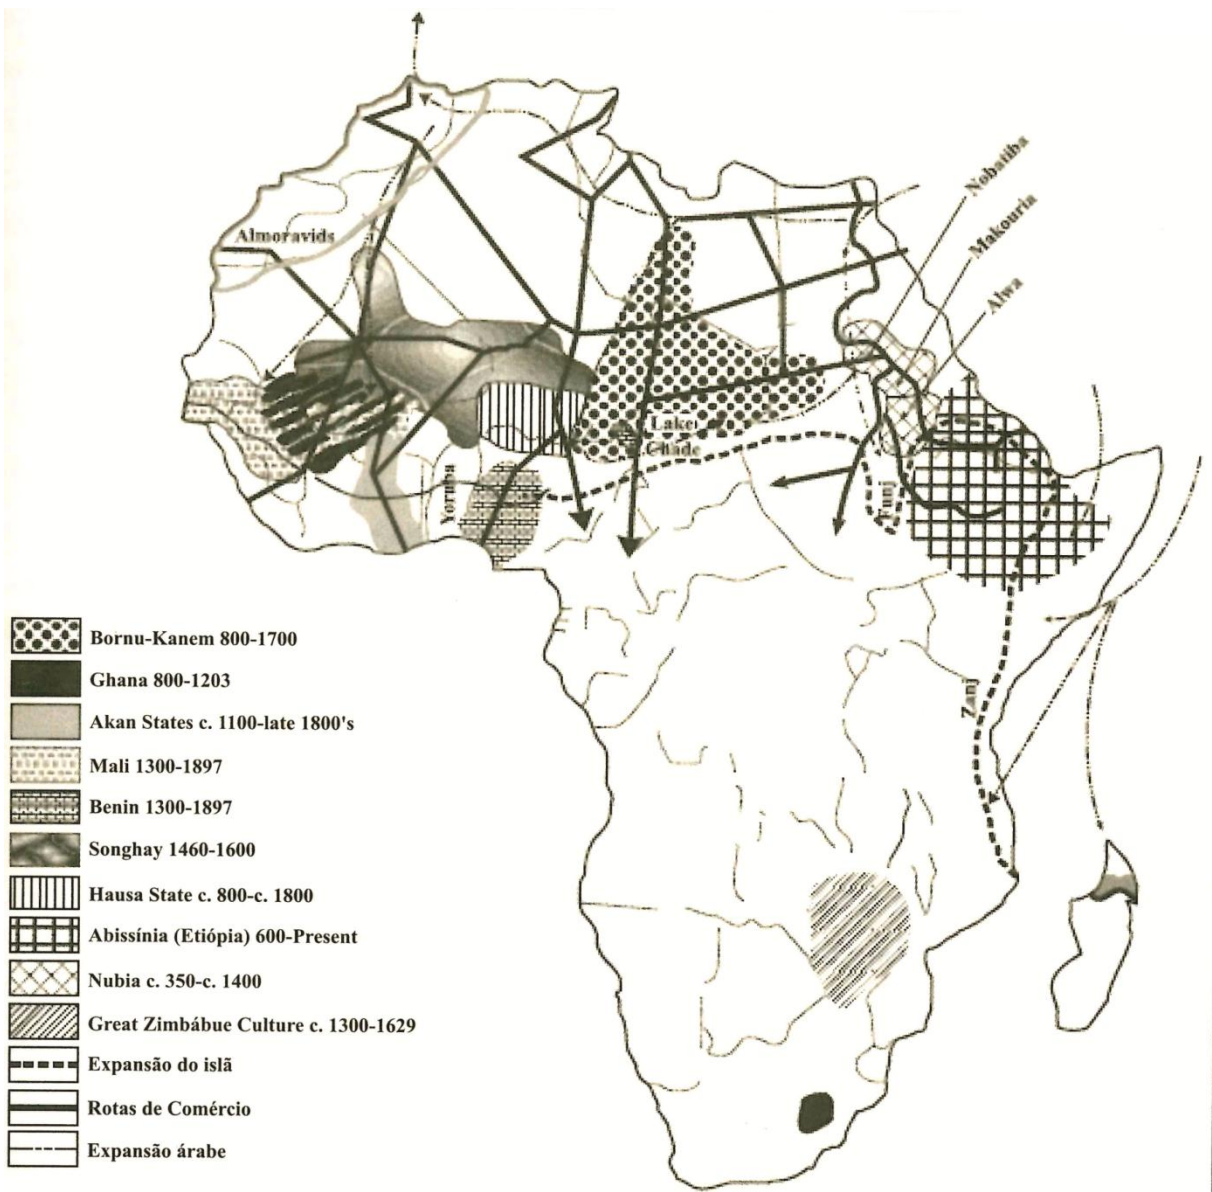 Nobatiba
Makouria
Alwa
Almoravids
Lake
Chade
Yoruba
Funj
Zanj
Bornu-Kanem 800-1700
Ghana 800-1203
Akan States c. 1100-late 1800's
Mali 1300-1897
Benin 1300-1897
Songhay 1460-1600
Hausa State c. 800-c. 1800
Abissínia (Etiópia) 600-Present
Nubia c. 350-c. 1400
Great Zimbábue Culture c. 1300-1629
Expansão do islã
Rotas de Comércio
Expansão árabe